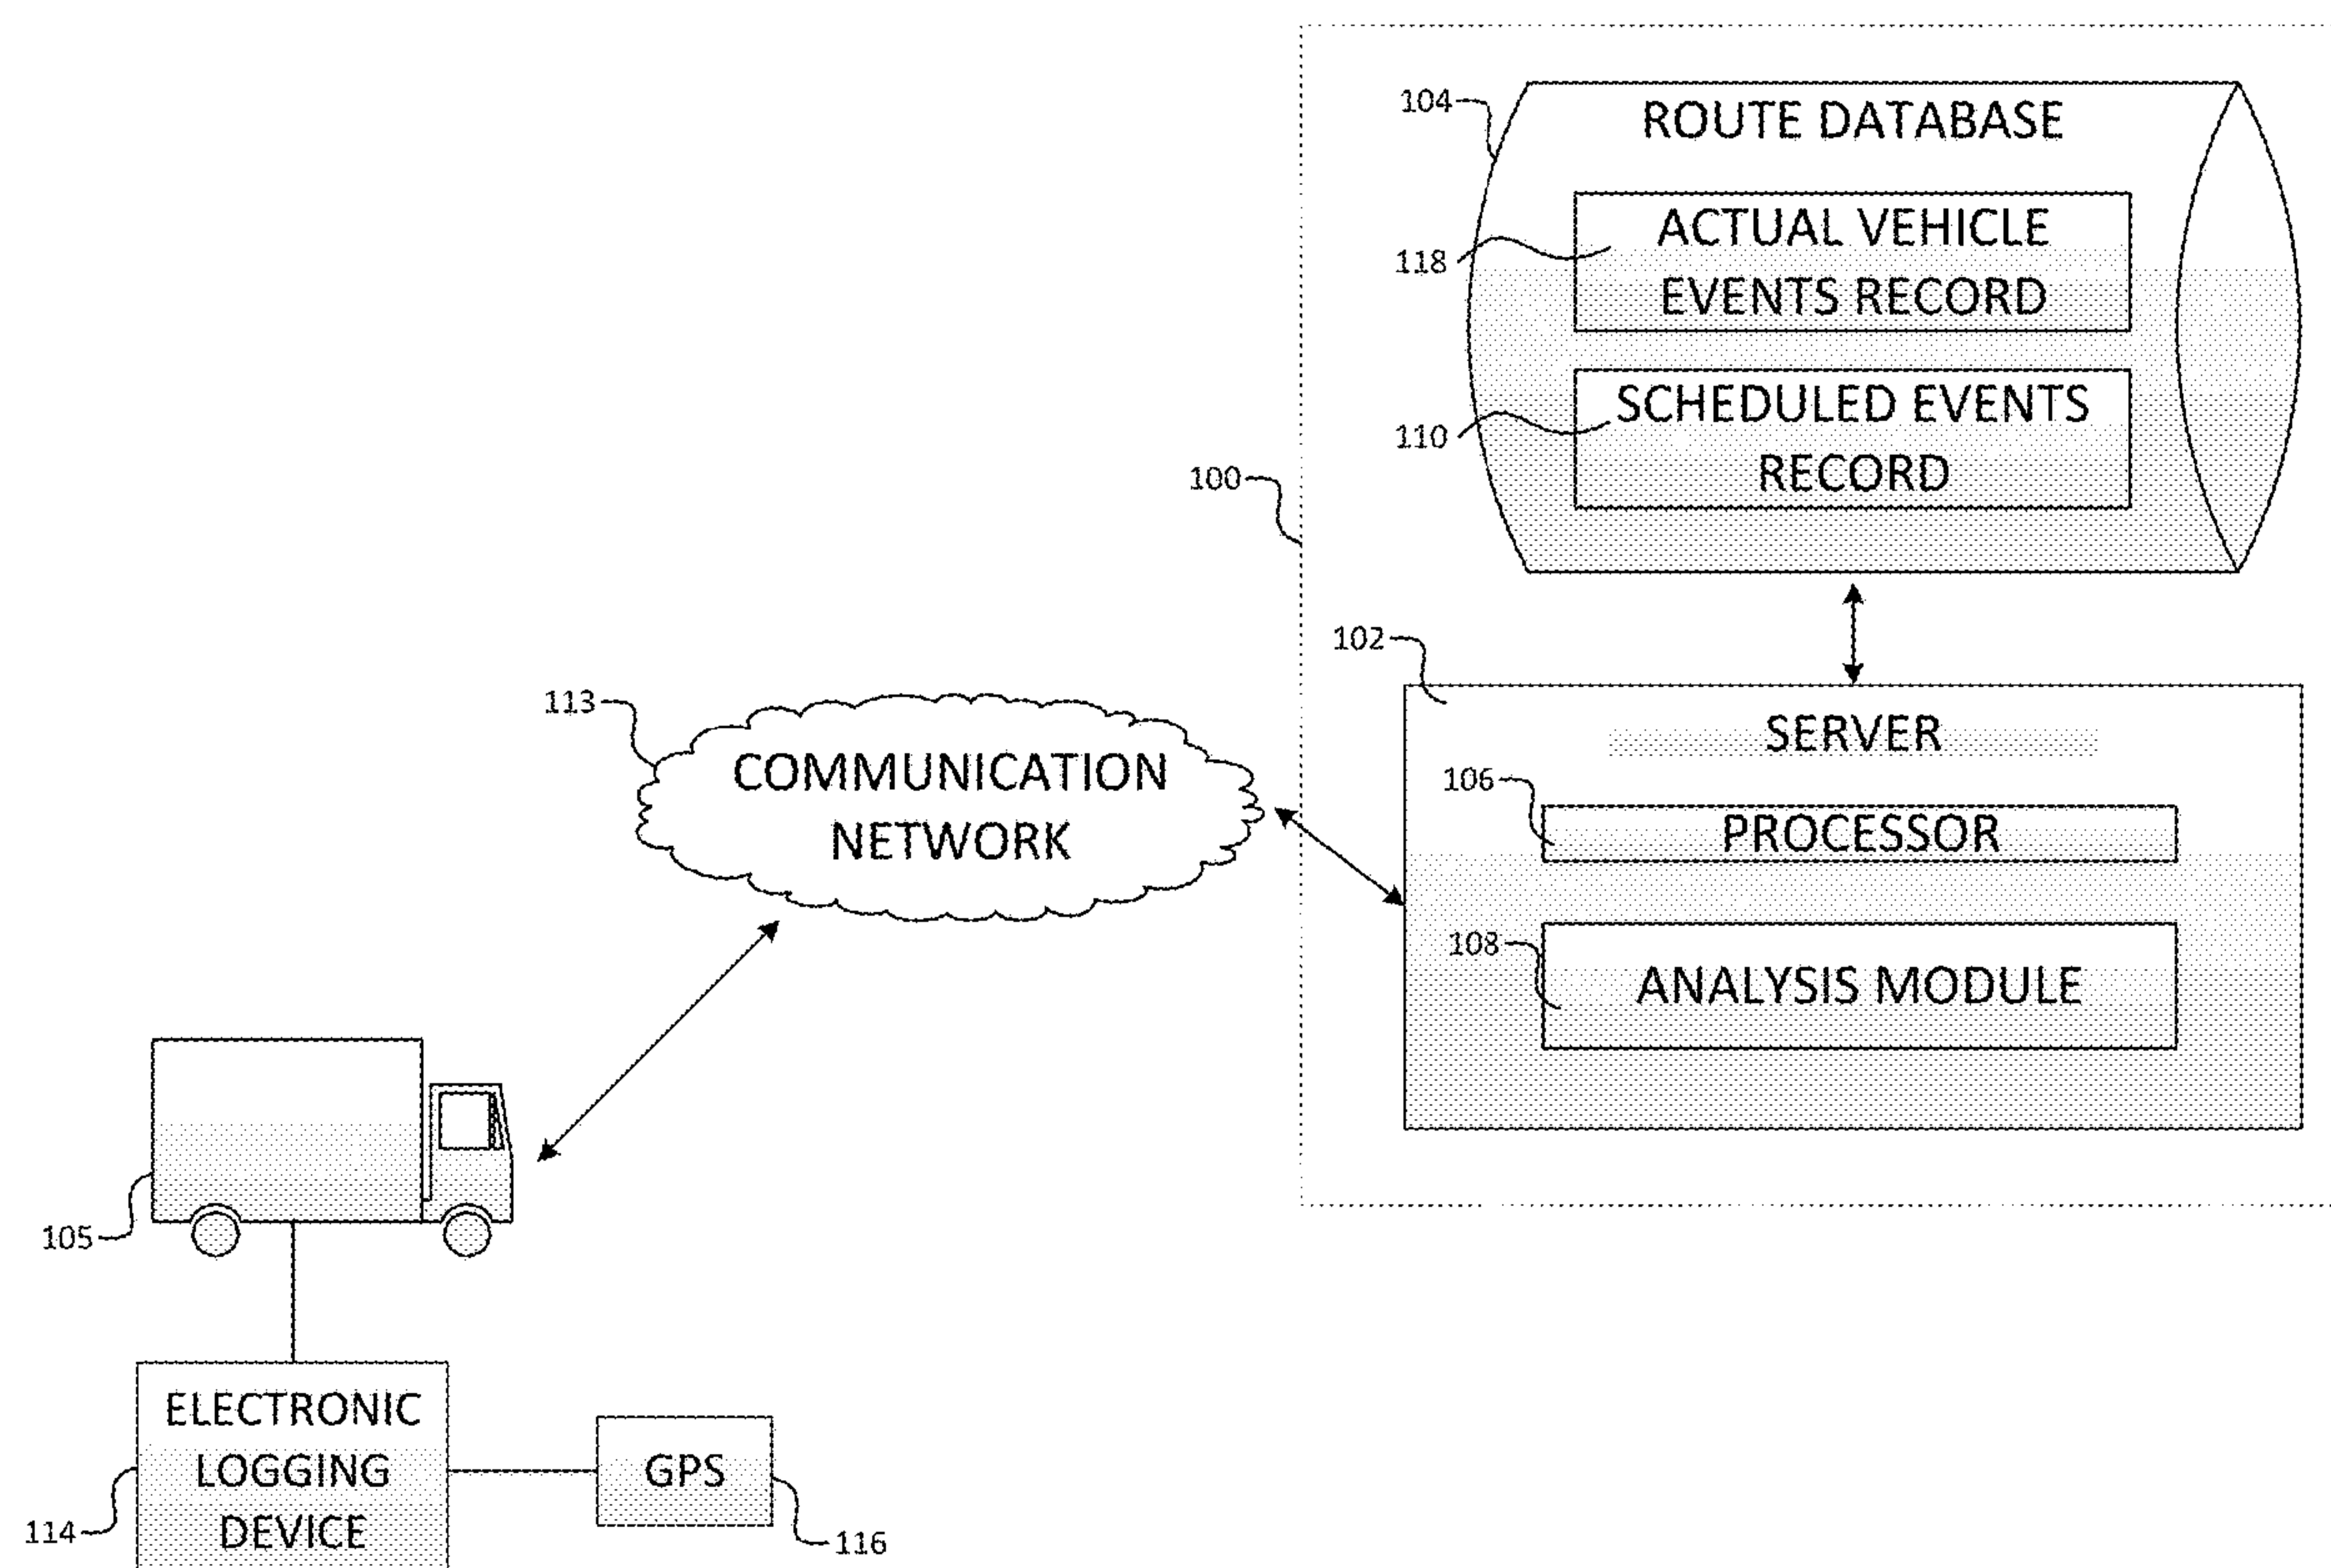 104
ROUTE DATABASE
118
ACTUAL VEHICLE
EVENTS RECORD
110
SCHEDULED EVENTS
RECORD
100
102
SERVER
113
COMMUNICATION
NETWORK
106
PROCESSOR
108
ANALYSIS MODULE
105
ELECTRONIC
LOGGING
DEVICE
114
GPS
116